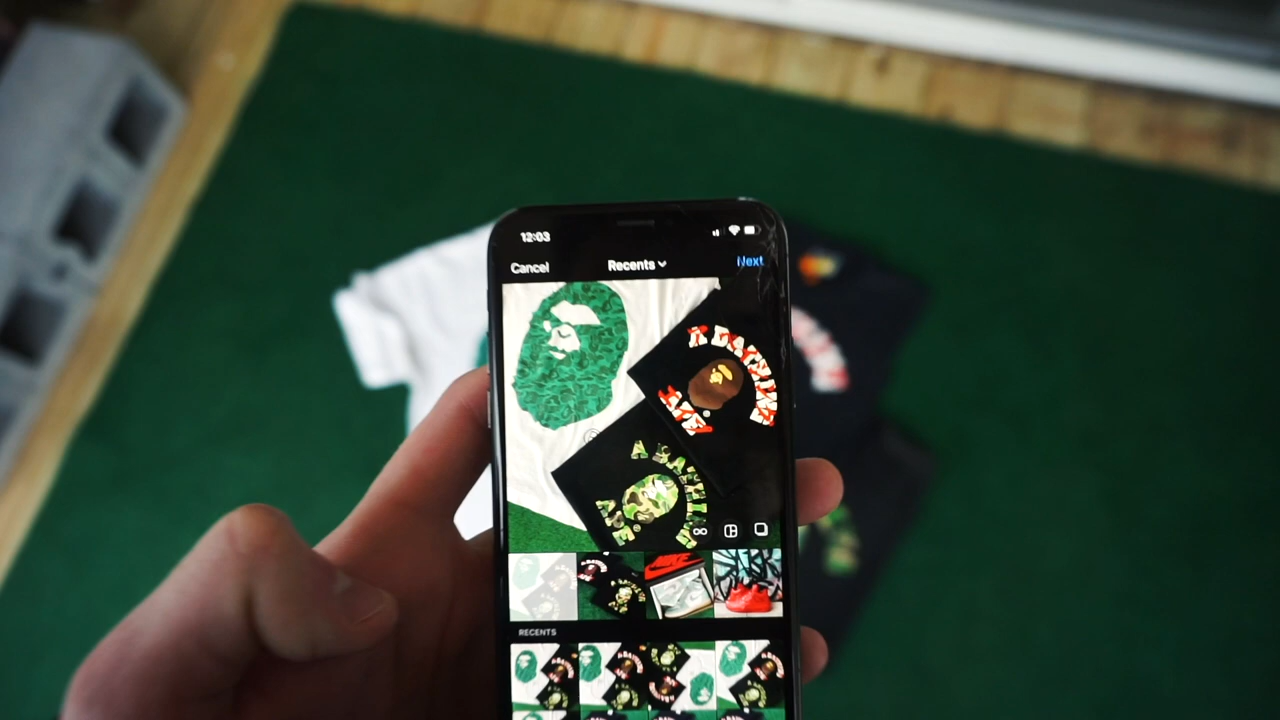 12:03
Cancel
Recents
Next
A BATHING
APE
A BATHING
APE
RECENTS